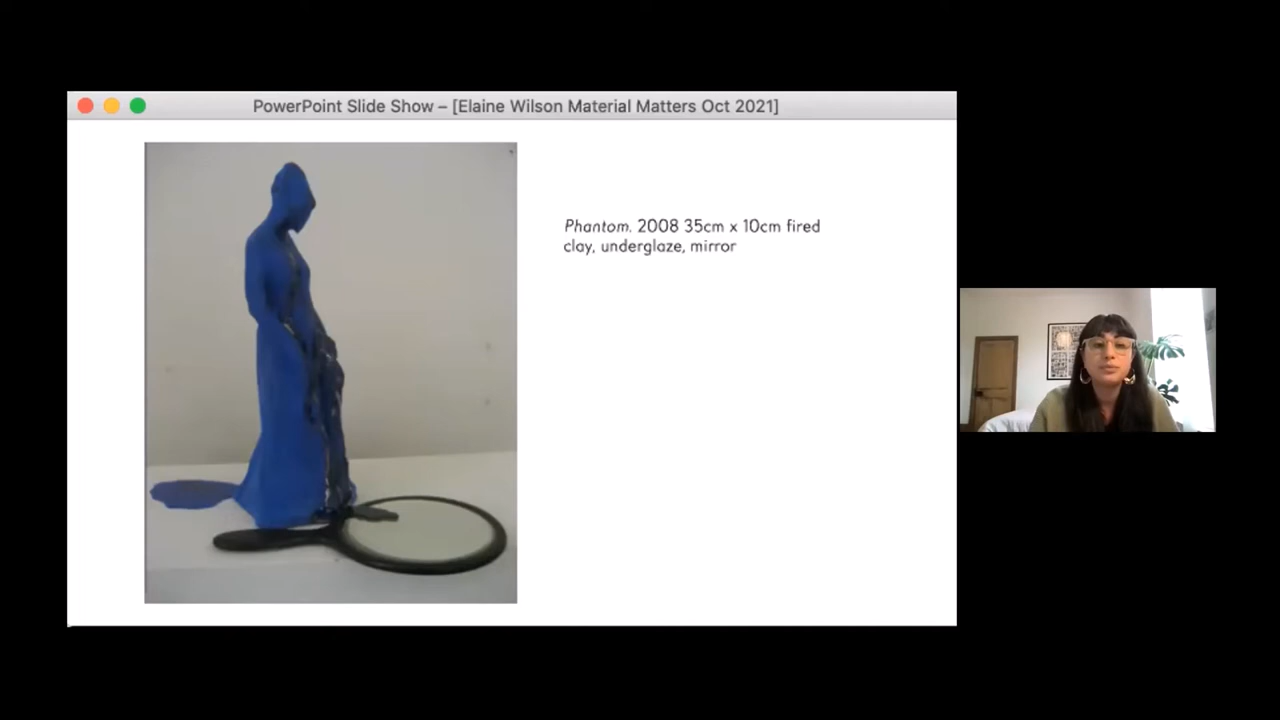 PowerPoint Slide Show – [Elaine Wilson Material Matters Oct 2021]
Phantom. 2008 35cm x 10cm fired
clay, underglaze, mirror